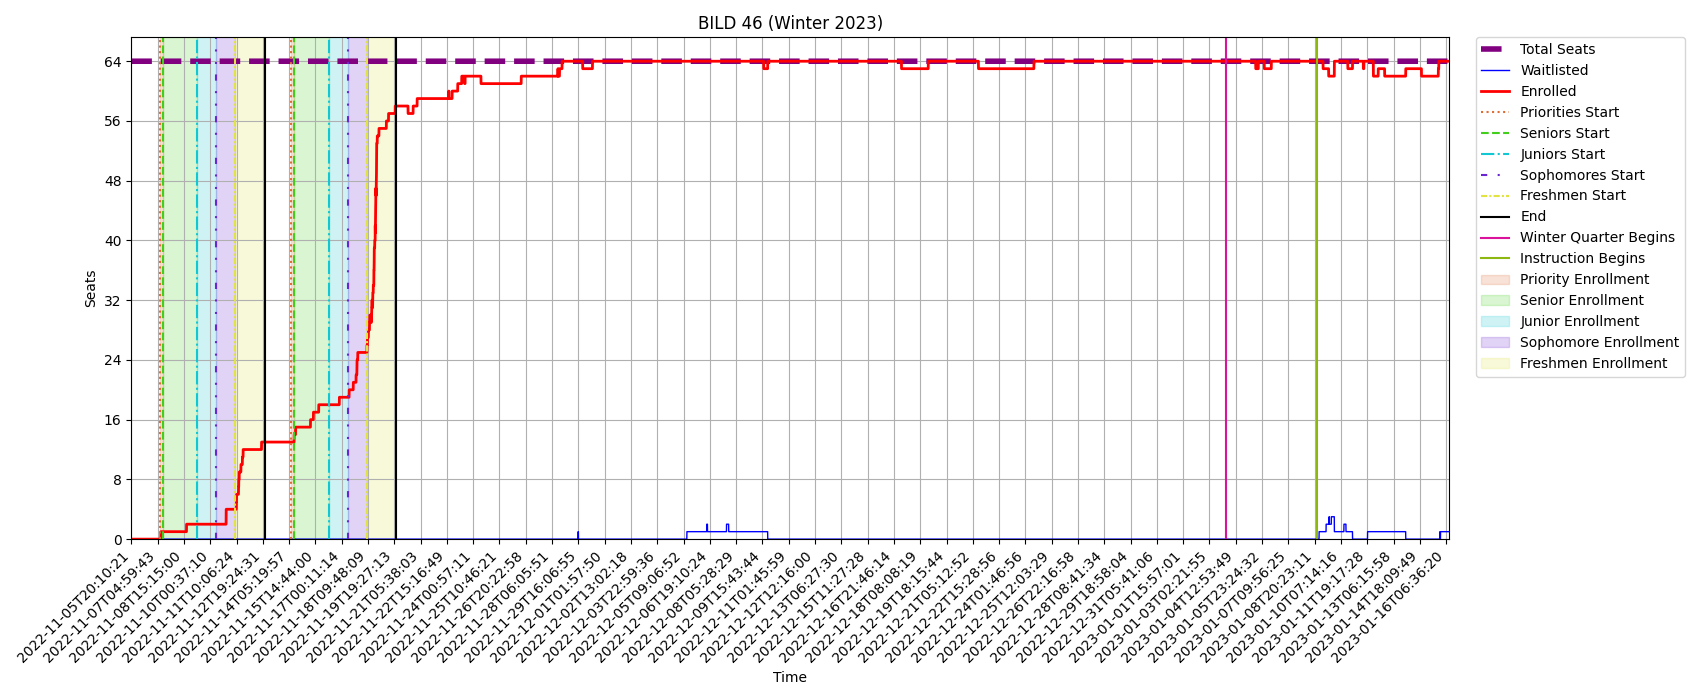 BILD 46 (Winter 2023)
Seats
64
56
48
40
32
24
16
8
0
2022-11-05T20:10:21
2022-11-07T04:59:43
2022-11-08T15:15:00
2022-11-10T00:37:10
2022-11-11T10:06:24
2022-11-12T19:24:31
2022-11-14T05:19:57
2022-11-15T14:44:00
2022-11-17T00:11:14
2022-11-18T09:48:09
2022-11-19T19:27:13
2022-11-21T05:38:03
2022-11-22T15:16:49
2022-11-24T00:57:11
2022-11-25T10:46:21
2022-11-26T20:22:58
2022-11-28T06:05:51
2022-11-29T16:06:55
2022-12-01T01:57:50
2022-12-02T13:02:18
2022-12-03T22:59:36
2022-12-05T09:06:52
2022-12-06T19:10:24
2022-12-08T05:28:29
2022-12-09T15:43:44
2022-12-11T01:45:59
2022-12-12T12:16:00
2022-12-13T06:27:30
2022-12-15T11:27:28
2022-12-16T21:46:14
2022-12-18T08:08:19
2022-12-19T18:15:44
2022-12-21T05:12:52
2022-12-22T15:28:56
2022-12-24T01:46:56
2022-12-25T12:03:29
2022-12-26T22:16:58
2022-12-28T08:41:34
2022-12-29T18:58:04
2022-12-31T05:41:06
2023-01-01T15:57:01
2023-01-03T02:21:55
2023-01-04T12:53:49
2023-01-05T23:24:32
2023-01-07T09:56:25
2023-01-08T20:23:11
2023-01-10T07:14:16
2023-01-11T19:17:28
2023-01-13T06:15:58
2023-01-14T18:09:49
2023-01-16T06:36:20
Time
Total Seats
Waitlisted
Enrolled
Priorities Start
Seniors Start
Juniors Start
Sophomores Start
Freshmen Start
End
Winter Quarter Begins
Instruction Begins
Priority Enrollment
Senior Enrollment
Junior Enrollment
Sophomore Enrollment
Freshmen Enrollment